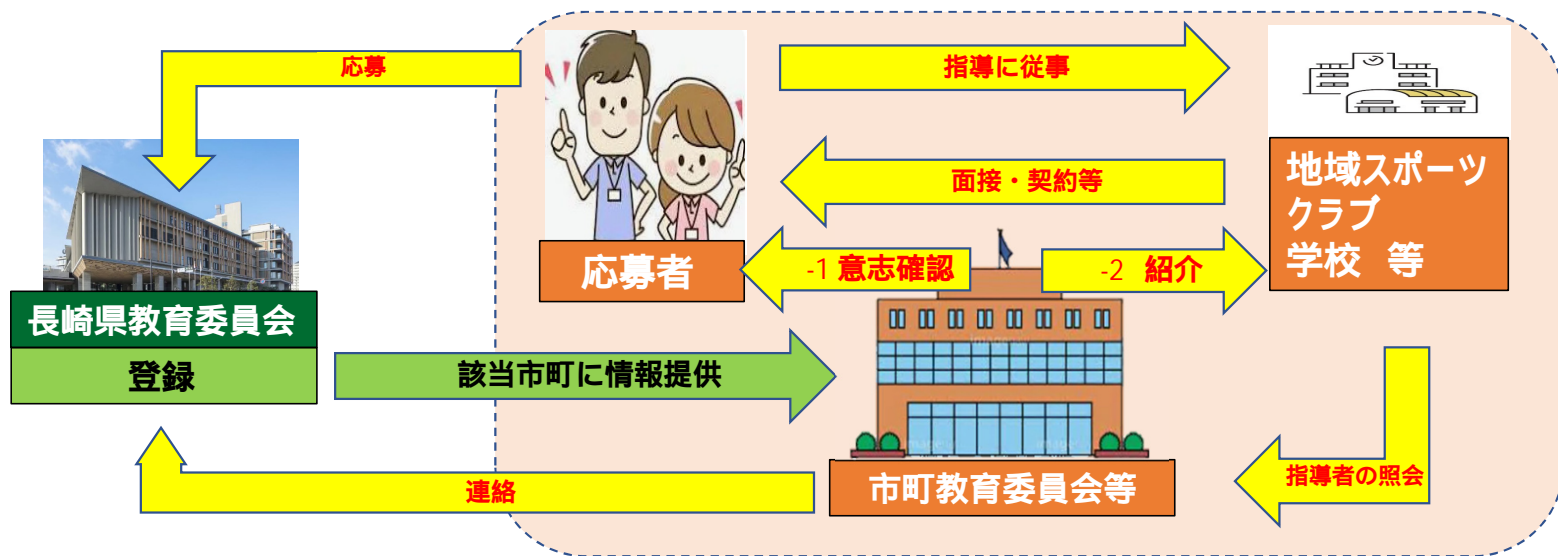 応募
指導に従事
面接・契約等
地域スポーツ
クラブ
学校 等
応募者
-1 意志確認
-2 紹介
長崎県教育委員会
登録
該当市町に情報提供
指導者の照会
市町教育委員会等
連絡